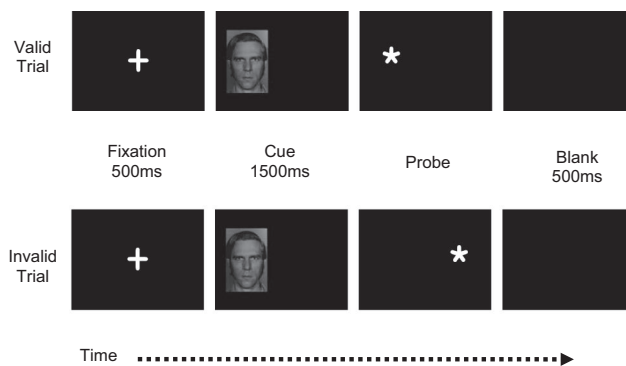 Valid
Trial
Fixation
500ms
Cue
1500ms
Probe
Blank
500ms
Invalid
Trial
Time